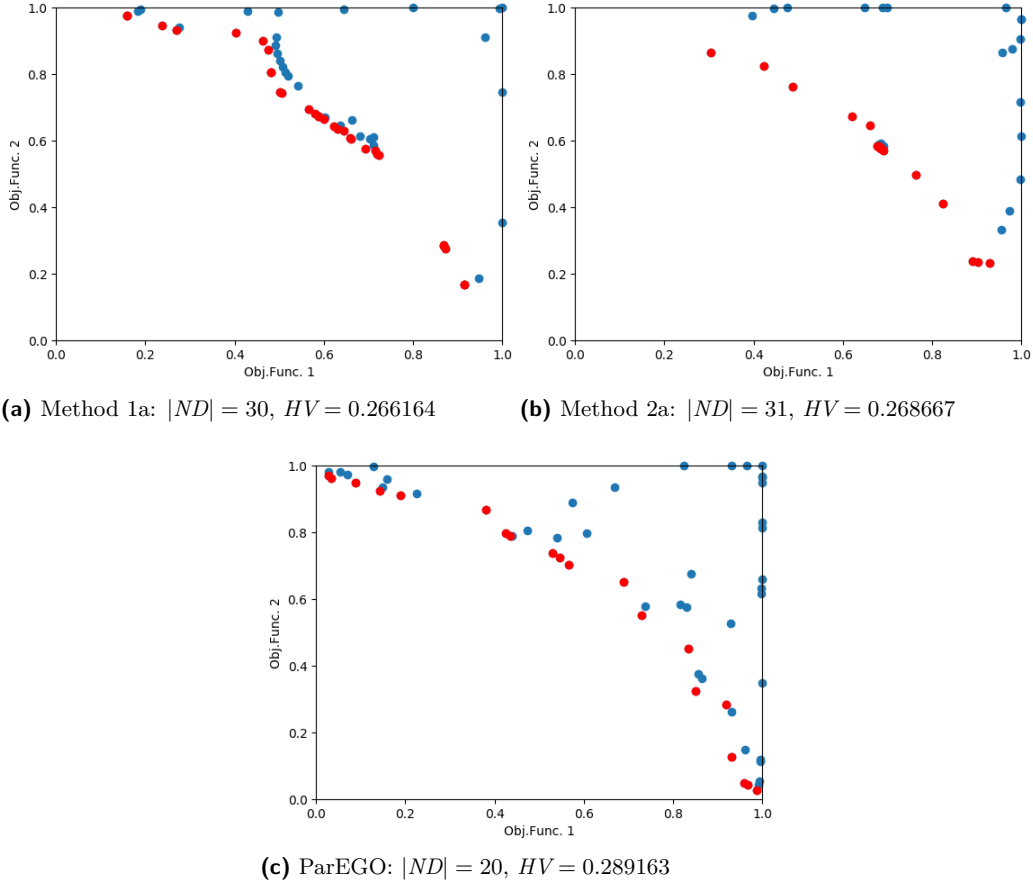 1.0
0.8
0.6
0.4
0.2
0.0
Obj.Func. 2
0.0 0.2 0.4 0.6 0.8 1.0
Obj.Func. 1
(a) Method 1a: |ND| = 30, HV = 0.266164
1.0
0.8
0.6
0.4
0.2
0.0
Obj.Func. 2
0.0 0.2 0.4 0.6 0.8 1.0
Obj.Func. 1
(b) Method 2a: |ND| = 31, HV = 0.268667
1.0
0.8
0.6
0.4
0.2
0.0
Obj.Func. 2
0.0 0.2 0.4 0.6 0.8 1.0
Obj.Func. 1
(c) ParEGO: |ND| = 20, HV = 0.289163